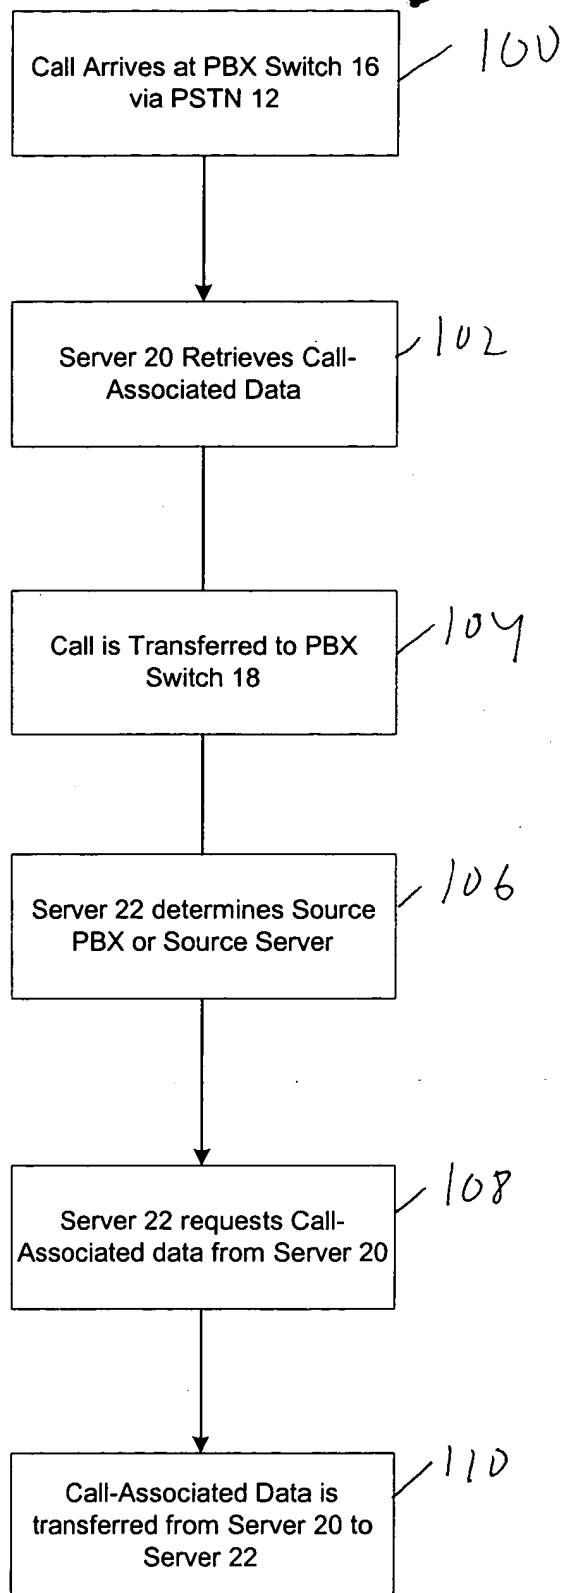 Call Arrives at PBX Switch 16
via PSTN 12
100
Server 20 Retrieves Call-
Associated Data
102
Call is Transferred to PBX
Switch 18
104
Server 22 determines Source
PBX or Source Server
106
Server 22 requests Call-
Associated data from Server 20
108
Call-Associated Data is
transferred from Server 20 to
Server 22
110